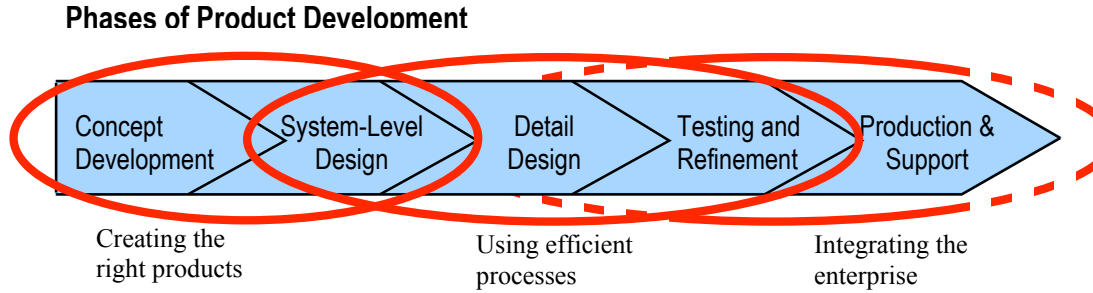 Phases of Product Development
Concept
Development
System-Level
Design
Detail
Design
Testing and
Refinement
Production &
Support
Creating the
right products
Using efficient
processes
Integrating the
enterprise